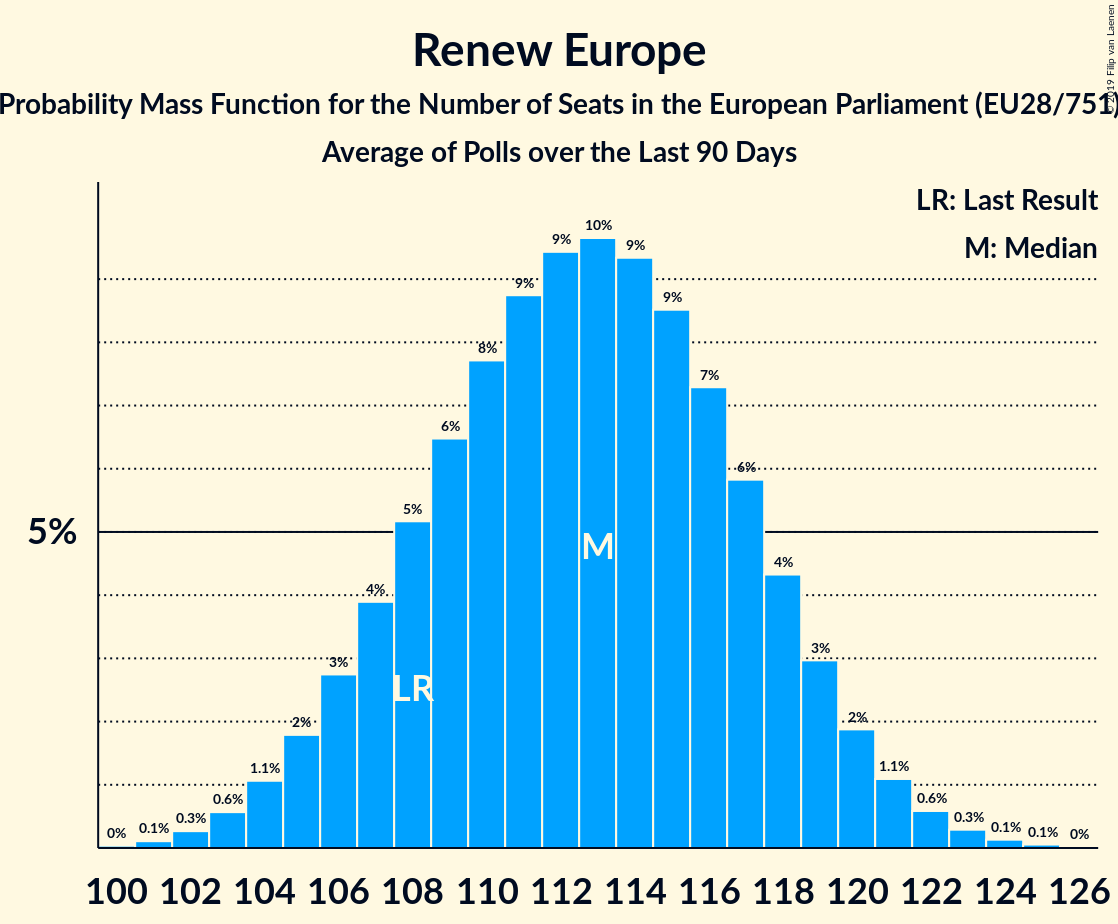 Renew Europe
Probability Mass Function for the Number of Seats in the European Parliament (EU28/751)
Average of Polls over the Last 90 Days
© 2019 Filip van Laenen
LR: Last Result
M: Median
10%
9% 9%
9% 9%
8%
7%
6%
6%
5%
5%
M
4%
4%
3%
3%
LR
2% 2%
1.1% 1.1%
0.6% 0.6%
0.3% 0.3%
0% 0.1% 0.1% 0.1% 0%
100 102 104 106 108 110 112 114 116 118 120 122 124 126